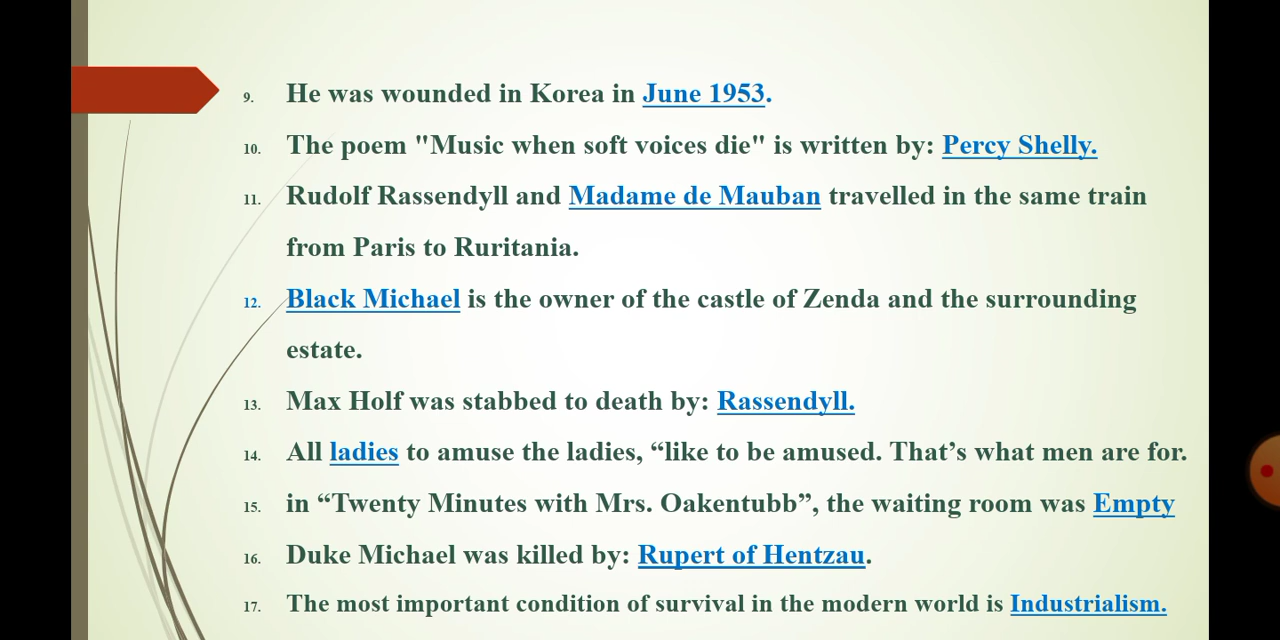 9. He was wounded in Korea in June 1953.
10. The poem "Music when soft voices die" is written by: Percy Shelly.
11. Rudolf Rassendyll and Madame de Mauban travelled in the same train
from Paris to Ruritania.
12. Black Michael is the owner of the castle of Zenda and the surrounding
estate.
13. Max Holf was stabbed to death by: Rassendyll.
14. All ladies to amuse the ladies, “like to be amused. That’s what men are for.
15. in “Twenty Minutes with Mrs. Oakentubb”, the waiting room was Empty
16. Duke Michael was killed by: Rupert of Hentzau.
17. The most important condition of survival in the modern world is Industrialism.